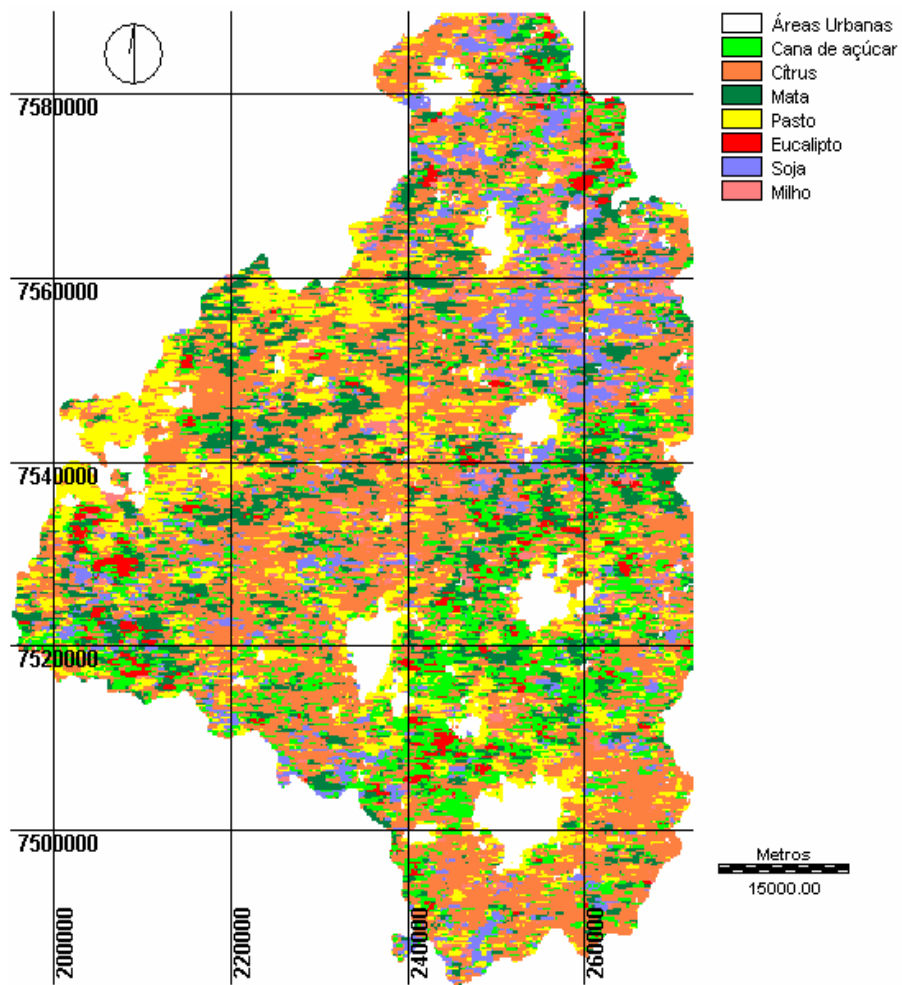 Áreas Urbanas
Cana de açúcar
Cítrus
Mata
Pasto
Eucalipto
Soja
Milho
7580000
7560000
7540000
7520000
7500000
Metros
15000.00
200000
220000
240000
260000